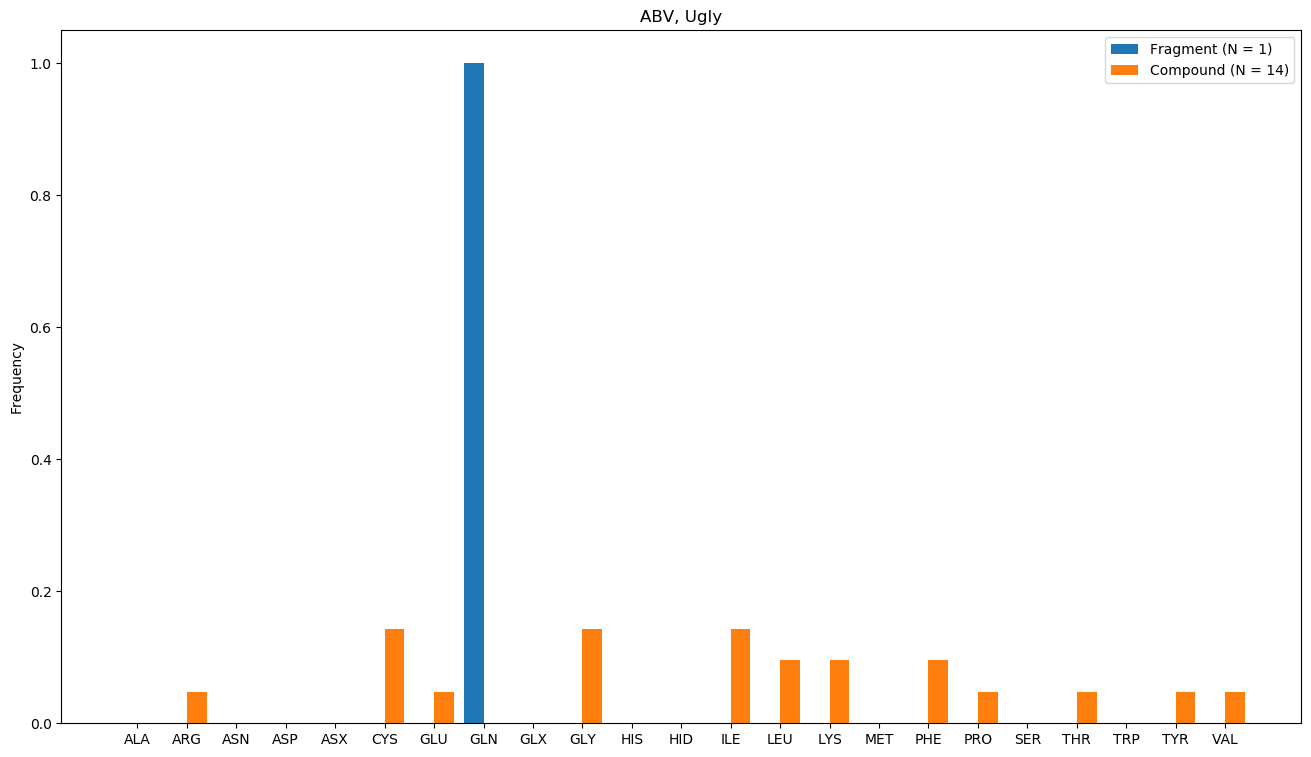 ABV, Ugly
Fragment (N = 1)
Compound (N = 14)
Frequency
1.0
0.8
0.6
0.4
0.2
0.0
ALA ARG ASN ASP ASX CYS GLU GLN GLX GLY HIS HID ILE LEU LYS MET PHE PRO SER THR TRP TYR VAL